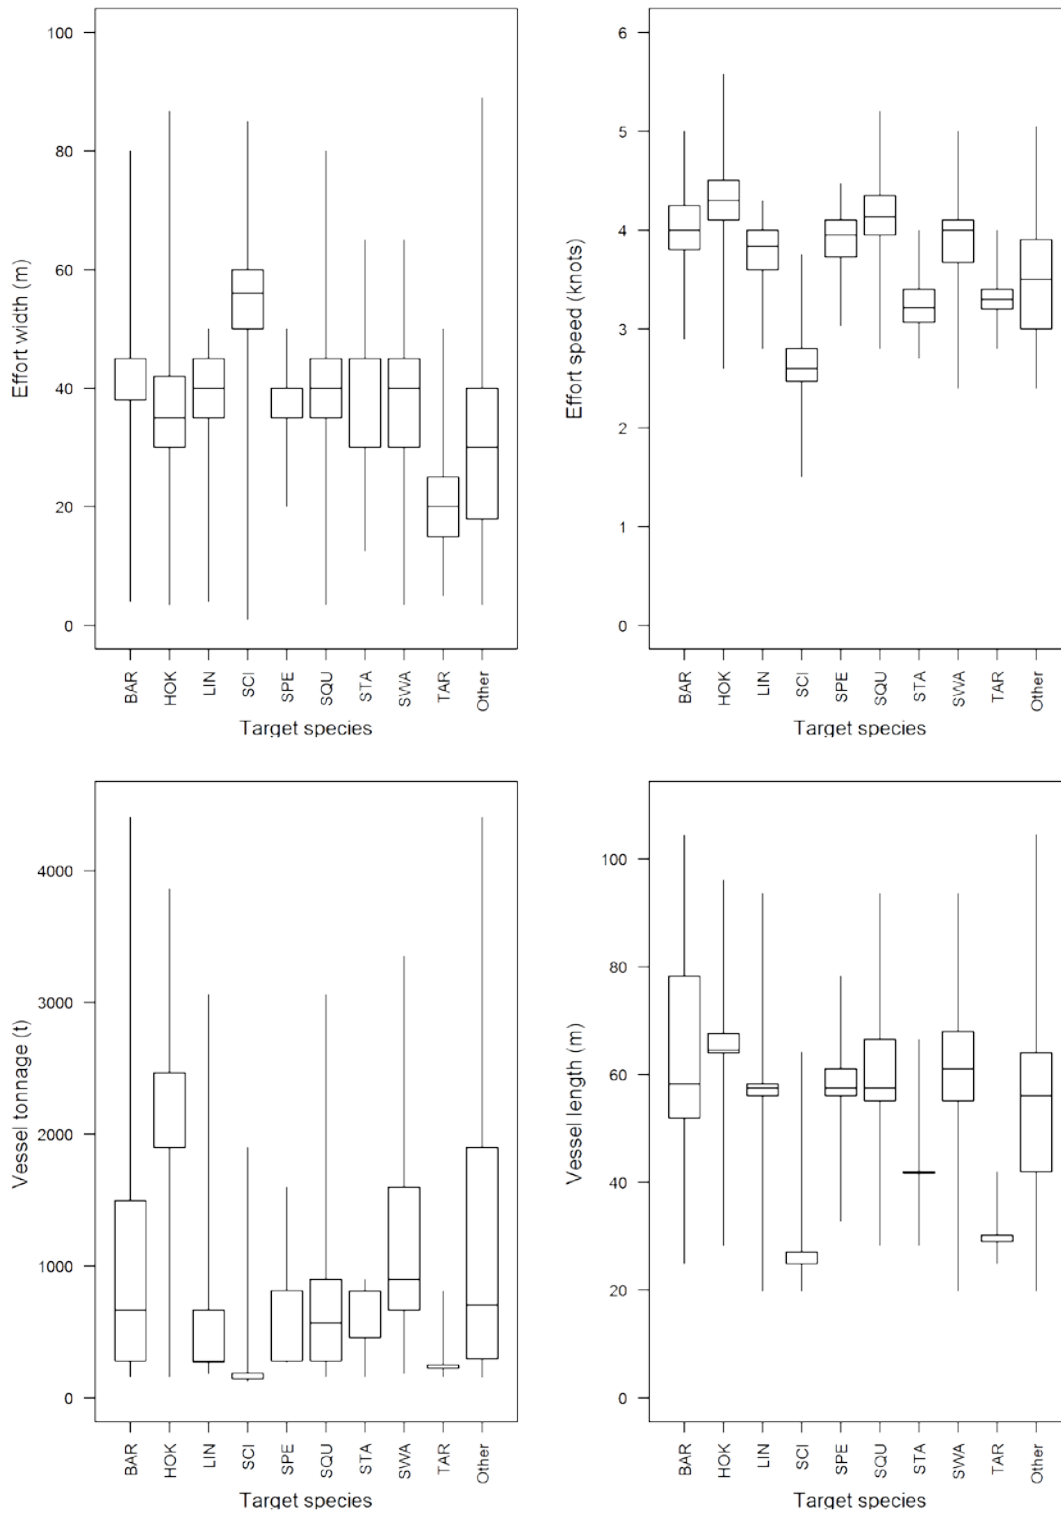 Effort width (m)
100
80
60
40
20
0
BAR
HOK
LIN
SCI
SPE
SQU
STA
SWA
TAR
Other
Target species
Effort speed (knots)
6
5
4
3
2
1
0
BAR
HOK
LIN
SCI
SPE
SQU
STA
SWA
TAR
Other
Target species
Vessel tonnage (t)
4000
3000
2000
1000
0
BAR
HOK
LIN
SCI
SPE
SQU
STA
SWA
TAR
Other
Target species
Vessel length (m)
100
80
60
40
20
0
BAR
HOK
LIN
SCI
SPE
SQU
STA
SWA
TAR
Other
Target species